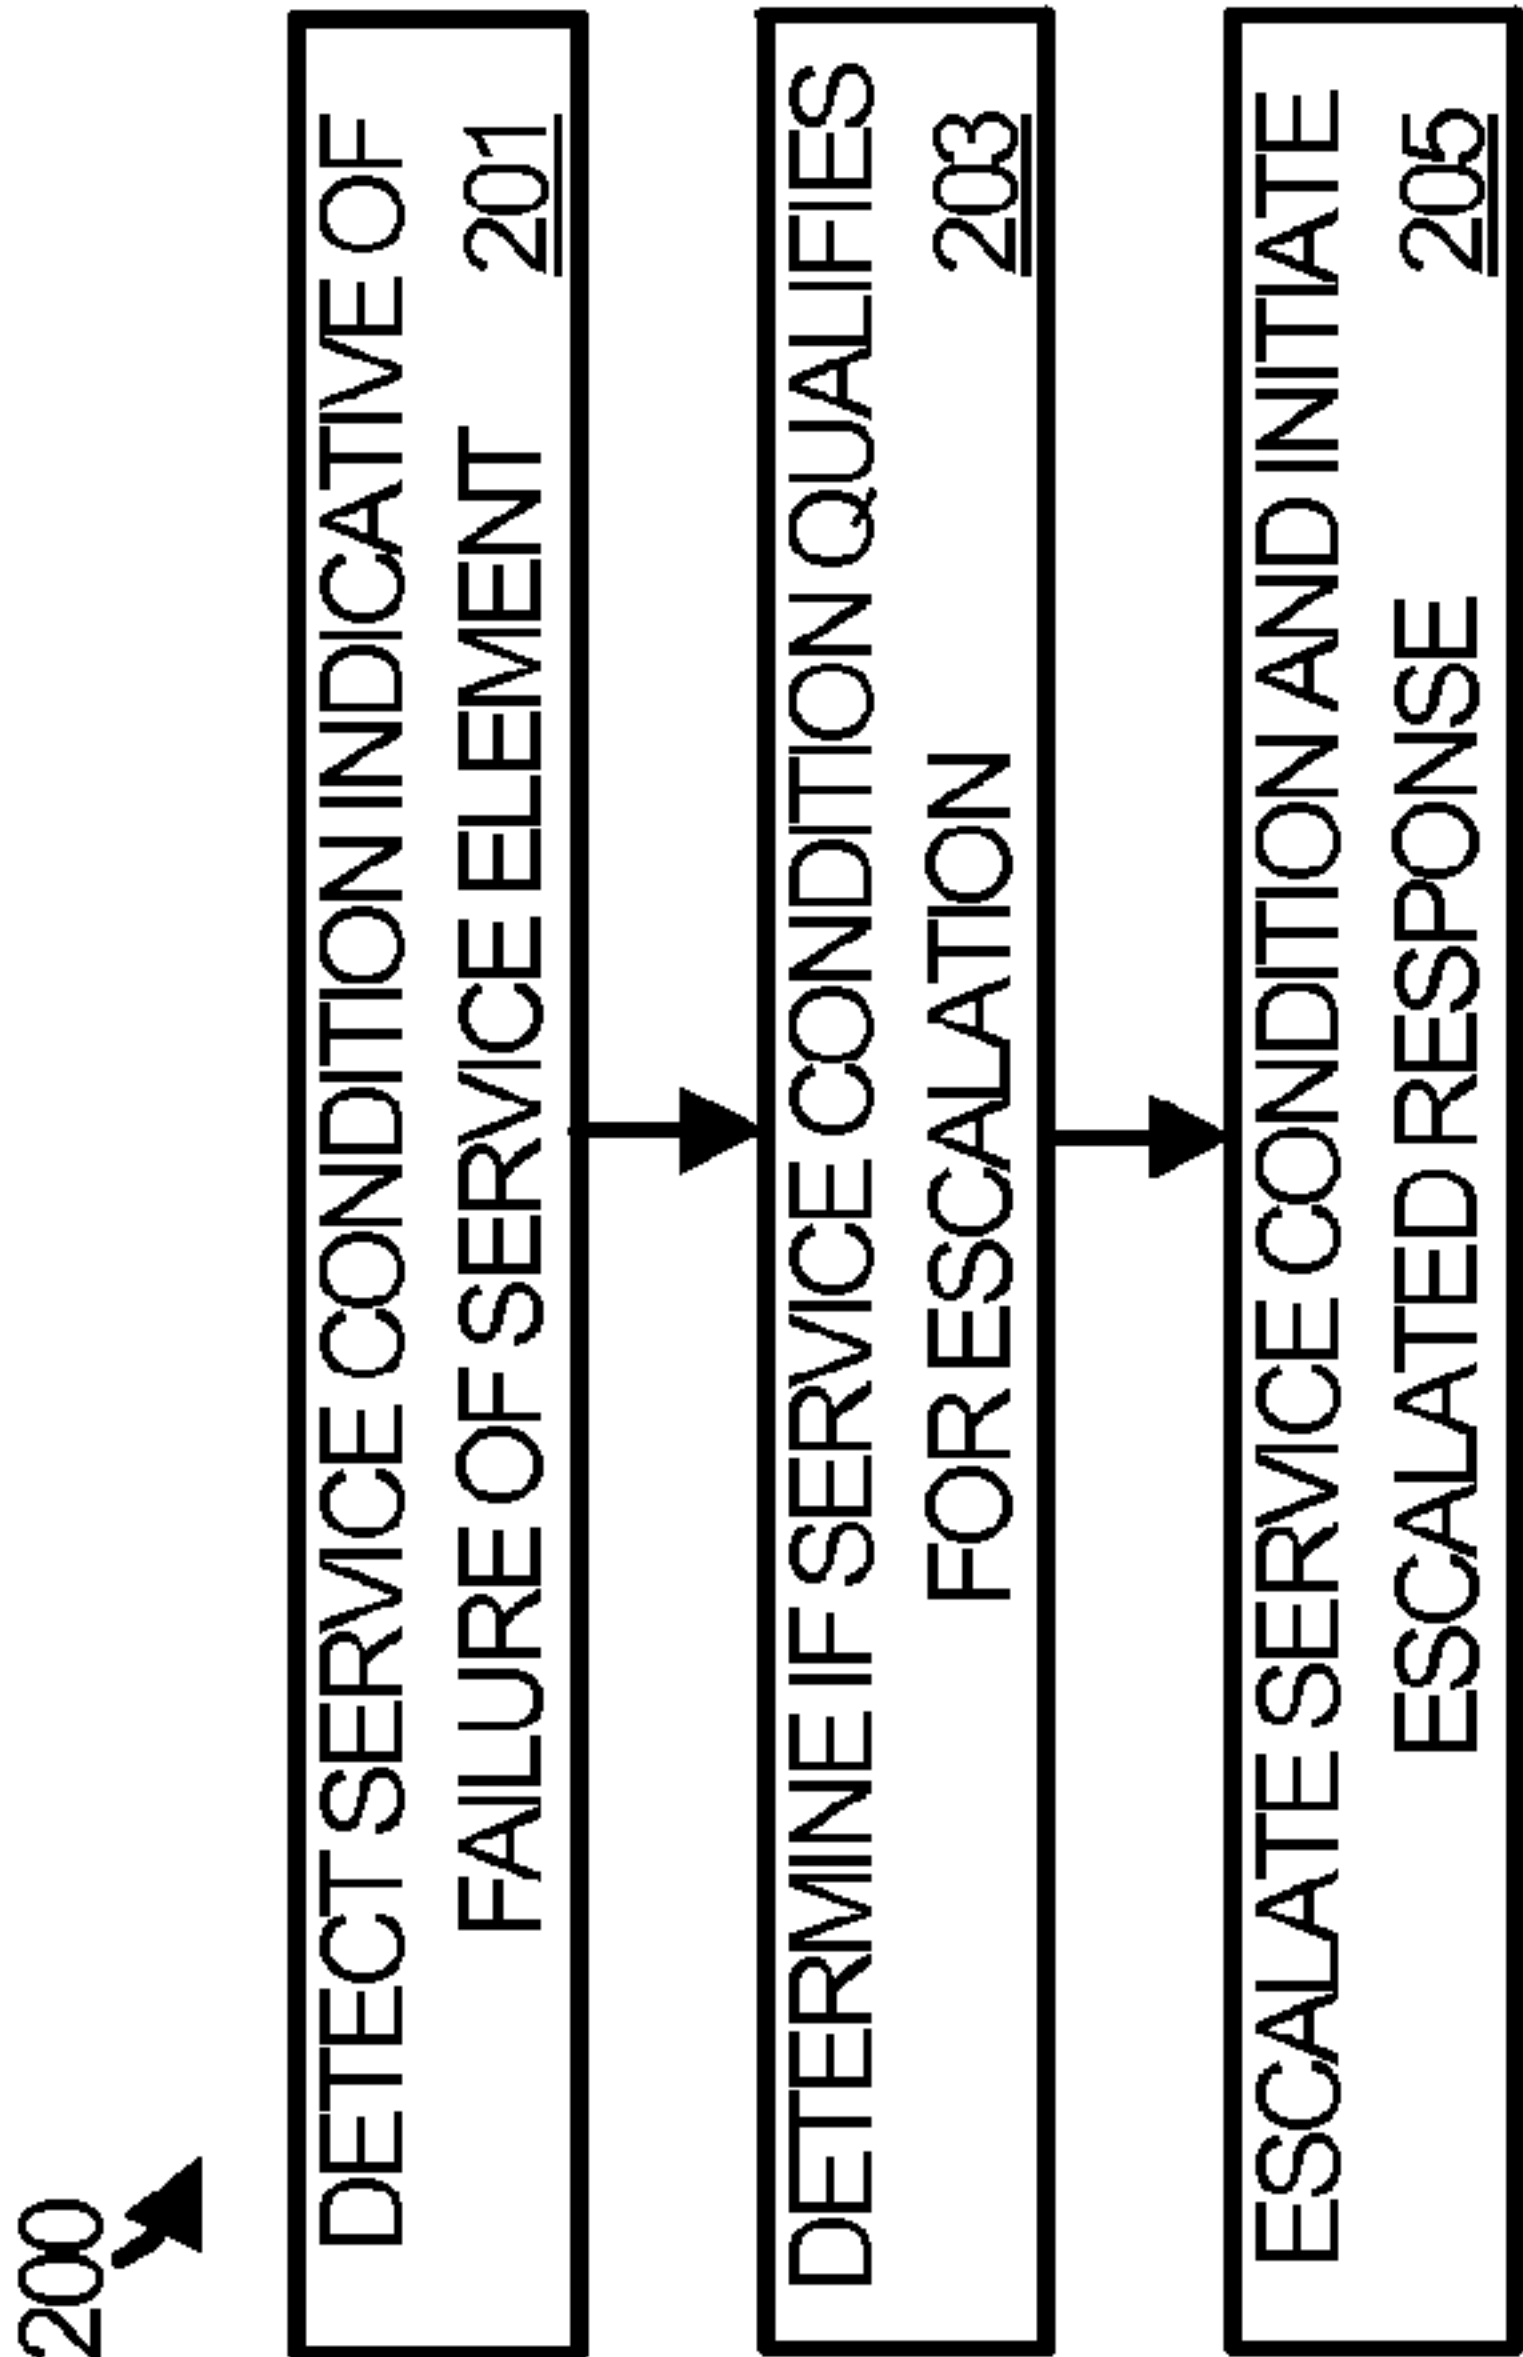 200
DETECT SERVICE CONDITION INDICATIVE OF
FAILURE OF SERVICE ELEMENT 201
DETERMINE IF SERVICE CONDITION QUALIFIES
FOR ESCALATION 203
ESCALATE SERVICE CONDITION AND INITIATE
ESCALATED RESPONSE 205